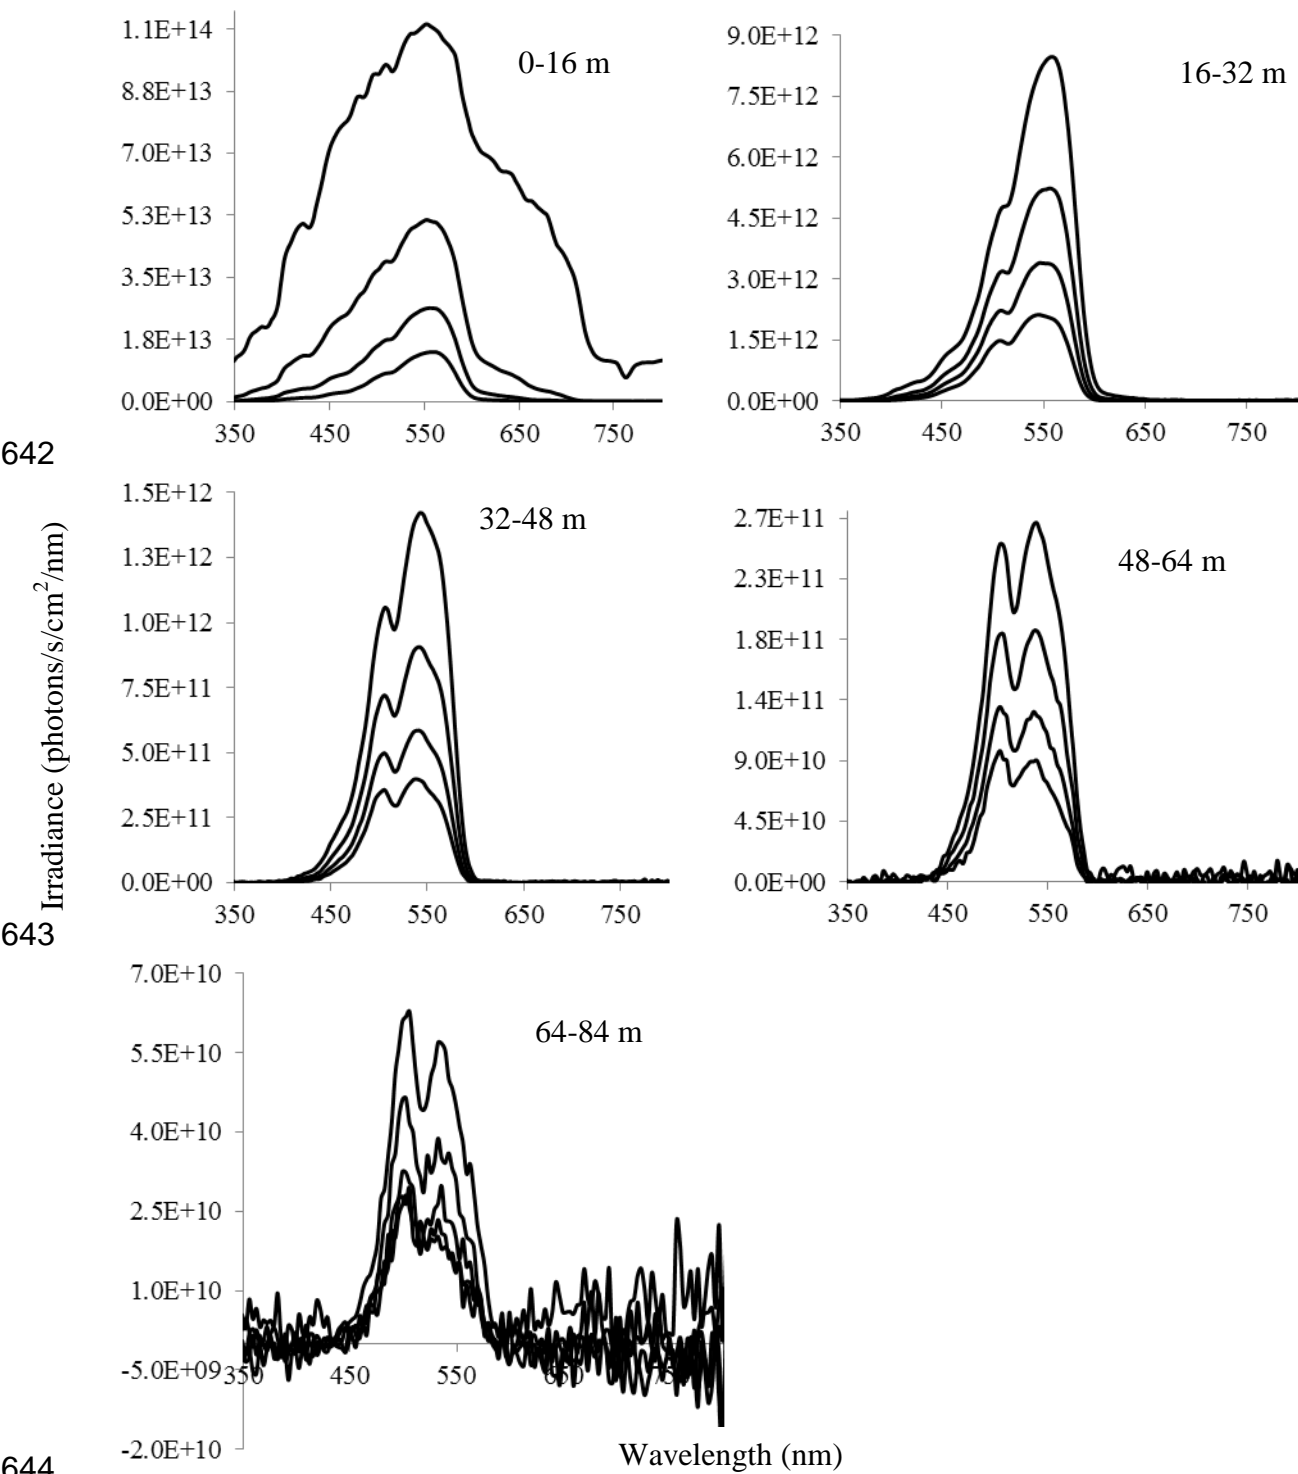 1.1E+14
8.8E+13
7.0E+13
5.3E+13
3.5E+13
1.8E+13
0.0E+00
350 450 550 650 750
0-16 m
9.0E+12
7.5E+12
6.0E+12
4.5E+12
3.0E+12
1.5E+12
0.0E+00
350 450 550 650 750
16-32 m
642
Irradiance (photons/s/cm²/nm)
1.5E+12
1.3E+12
1.0E+12
7.5E+11
5.0E+11
2.5E+11
0.0E+00
350 450 550 650 750
32-48 m
2.7E+11
2.3E+11
1.8E+11
1.4E+11
9.0E+10
4.5E+10
0.0E+00
350 450 550 650 750
48-64 m
643
7.0E+10
5.5E+10
4.0E+10
2.5E+10
1.0E+10
-5.0E+09
-2.0E+10
350 450 550 650 750
64-84 m
Wavelength (nm)
644